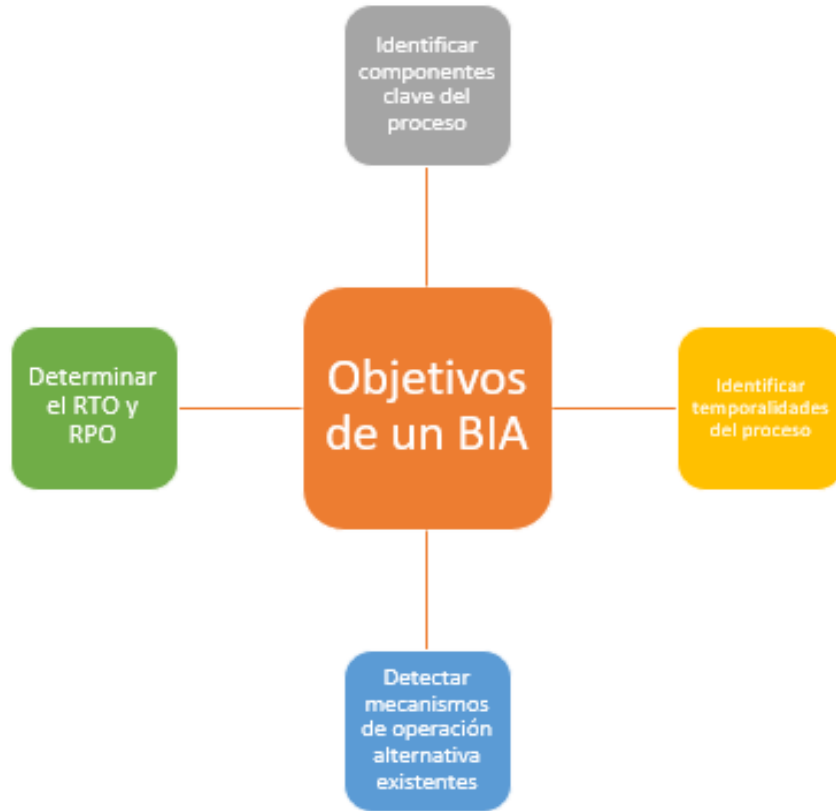 Identificar
componentes
clave del
proceso
Determinar
el RTO y
RPO
Objetivos
de un BIA
Identificar
temporalidades
del proceso
Detectar
mecanismos
de operación
alternativa
existentes